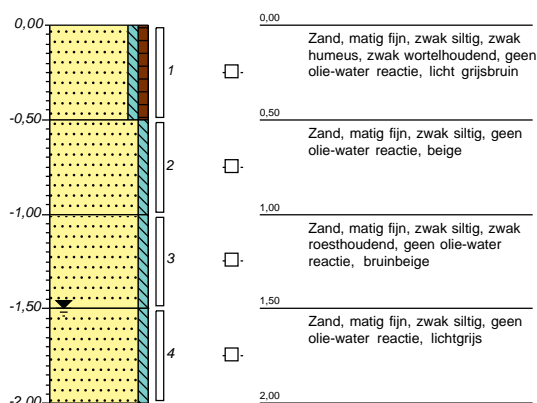 0,00
0,00
Zand, matig fijn, zwak siltig, zwak
humeus, zwak wortelhoudend, geen
olie-water reactie, licht grijsbruin
1
-0,50
0,50
Zand, matig fijn, zwak siltig, geen
olie-water reactie, beige
2
-1,00
1,00
Zand, matig fijn, zwak siltig, zwak
roesthoudend, geen olie-water
reactie, bruinbeige
3
-1,50
1,50
Zand, matig fijn, zwak siltig, geen
olie-water reactie, lichtgrijs
4
-2,00
2,00